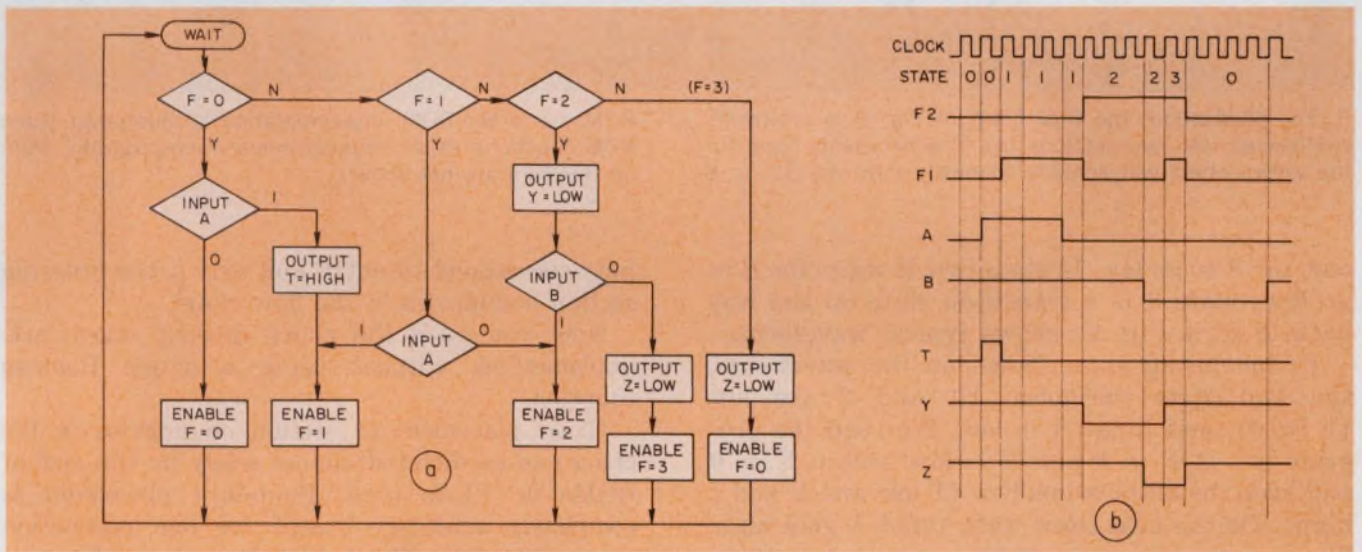 WAIT
F = 0
N
F = 1
N
F = 2
N
(F=3)
Y
Y
INPUT
A
1
0
OUTPUT
T=HIGH
OUTPUT
Y = LOW
INPUT
B
0
1
1
INPUT
A
0
OUTPUT
Z=LOW
OUTPUT
Z=LOW
ENABLE
F = 0
ENABLE
F = 1
ENABLE
F = 2
ENABLE
F = 3
ENABLE
F = 0
a
CLOCK
STATE 0 0 1 1 1 2 2 3 0
F2
F1
A
B
T
Y
Z
b